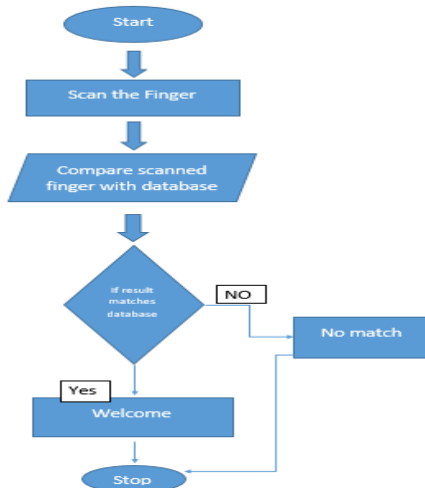 Start
Scan the Finger
Compare scanned
finger with database
If result
matches
database
NO
No match
Yes
Welcome
Stop